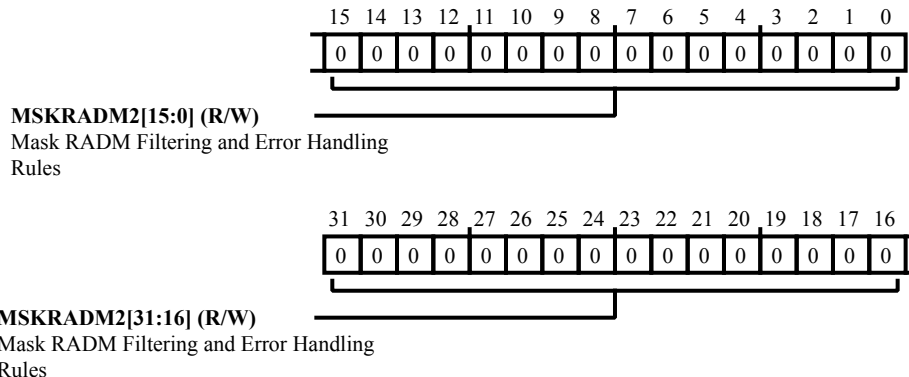 15 14 13 12 11 10 9 8 7 6 5 4 3 2 1 0
0 0 0 0 0 0 0 0 0 0 0 0 0 0 0 0
MSKRADM2[15:0] (R/W)
Mask RADM Filtering and Error Handling
Rules
31 30 29 28 27 26 25 24 23 22 21 20 19 18 17 16
0 0 0 0 0 0 0 0 0 0 0 0 0 0 0 0
MSKRADM2[31:16] (R/W)
Mask RADM Filtering and Error Handling
Rules